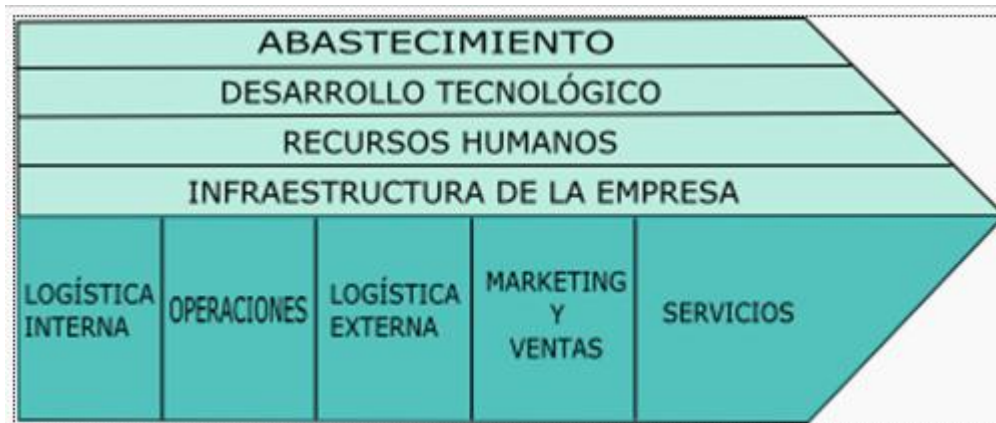 ABASTECIMIENTO
DESARROLLO TECNOLÓGICO
RECURSOS HUMANOS
INFRAESTRUCTURA DE LA EMPRESA
LOGÍSTICA
INTERNA
OPERACIONES
LOGÍSTICA
EXTERNA
MARKETING
Y
VENTAS
SERVICIOS